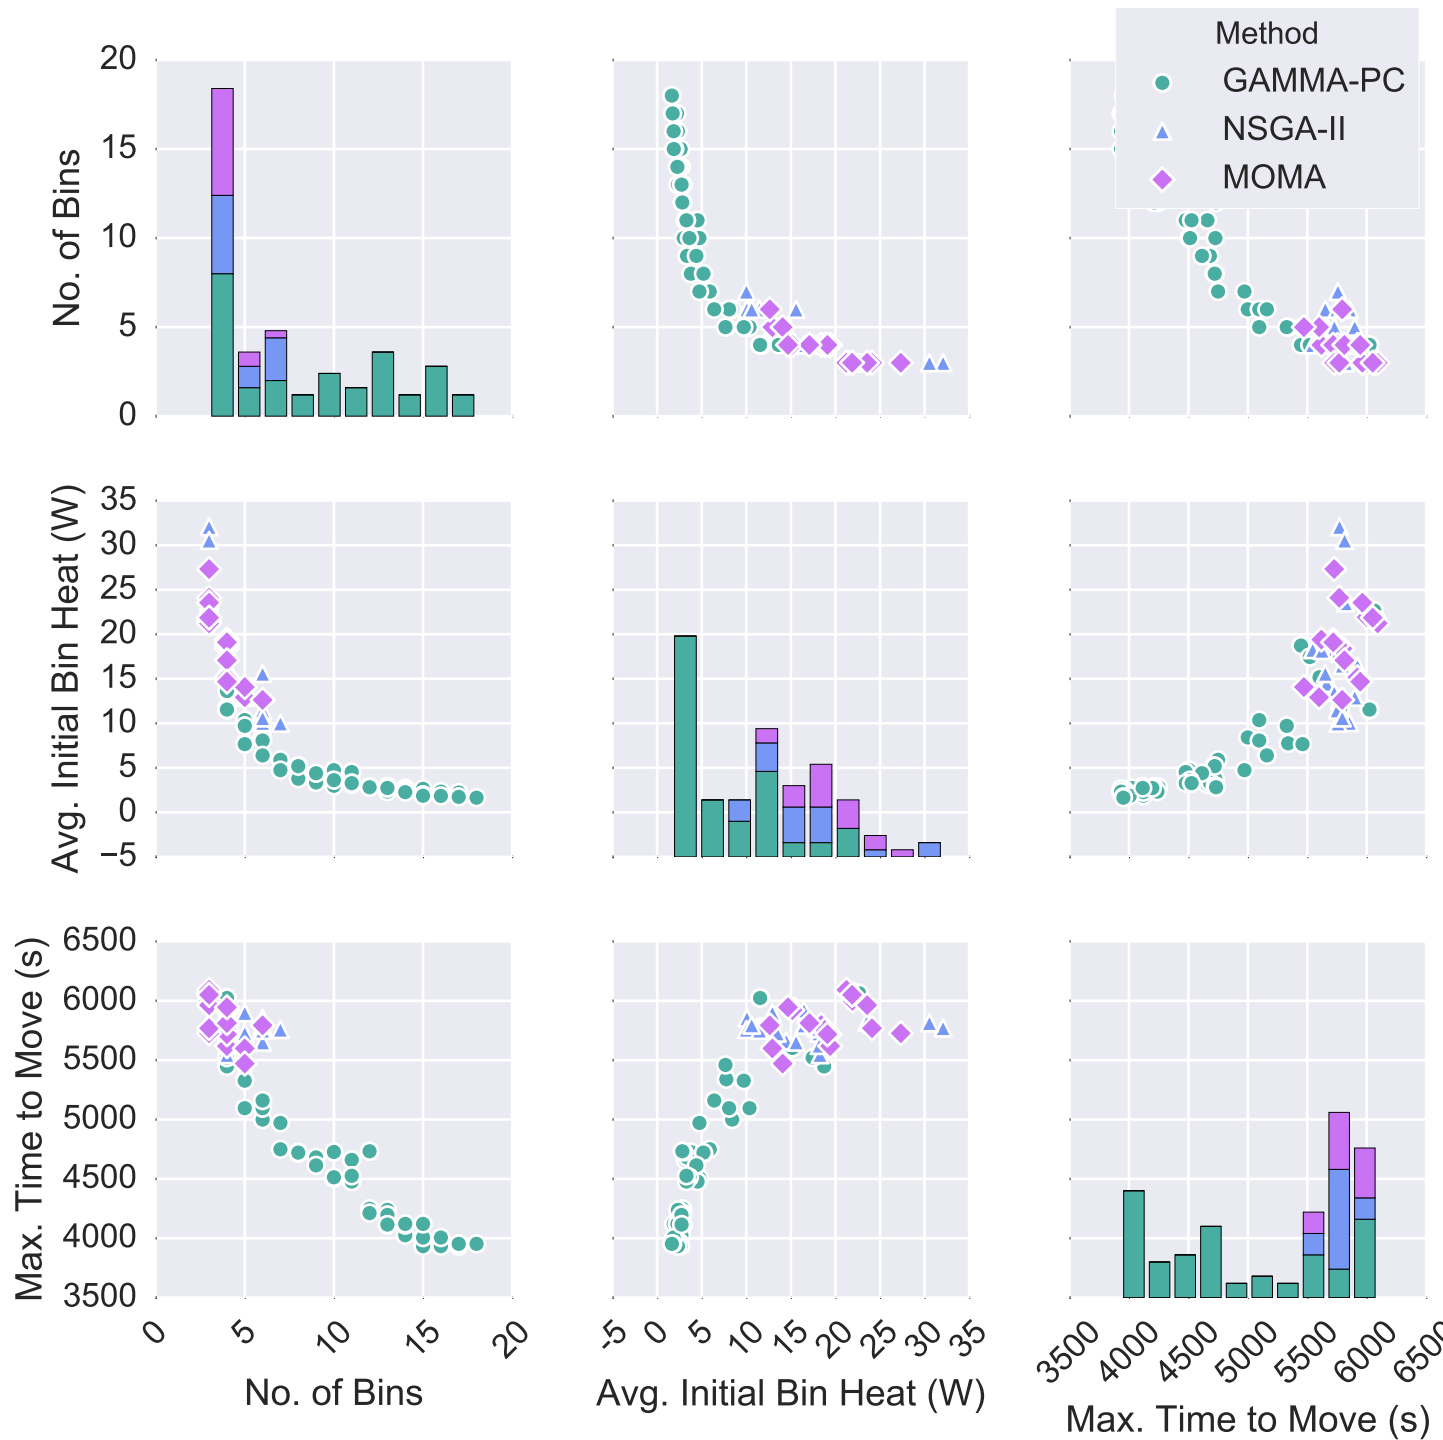 Method
GAMMA-PC
NSGA-II
MOMA
No. of Bins
20
15
10
5
0
Avg. Initial Bin Heat (W)
35
30
25
20
15
10
5
0
−5
Max. Time to Move (s)
6500
6000
5500
5000
4500
4000
3500
0 5 10 15 20
-5 0 5 10 15 20 25 30 35
3500 4000 4500 5000 5500 6000 650
No. of Bins
Avg. Initial Bin Heat (W)
Max. Time to Move (s)